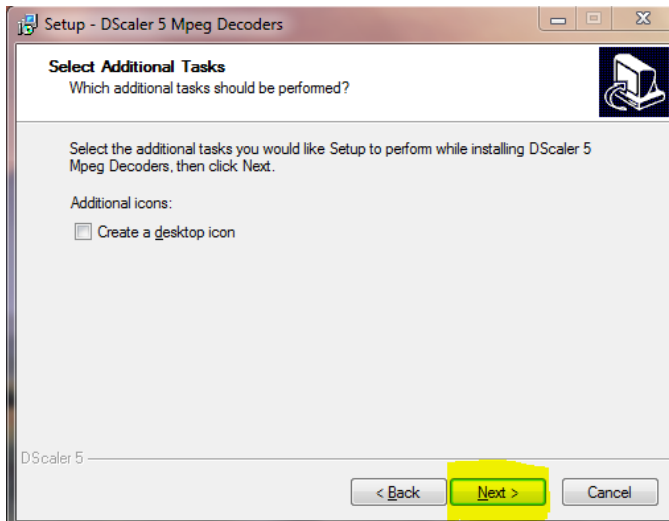 Setup - DScaler 5 Mpeg Decoders
Select Additional Tasks
Which additional tasks should be performed?
Select the additional tasks you would like Setup to perform while installing DScaler 5
Mpeg Decoders, then click Next.
Additional icons:
Create a desktop icon
DScaler 5
< Back Next > Cancel